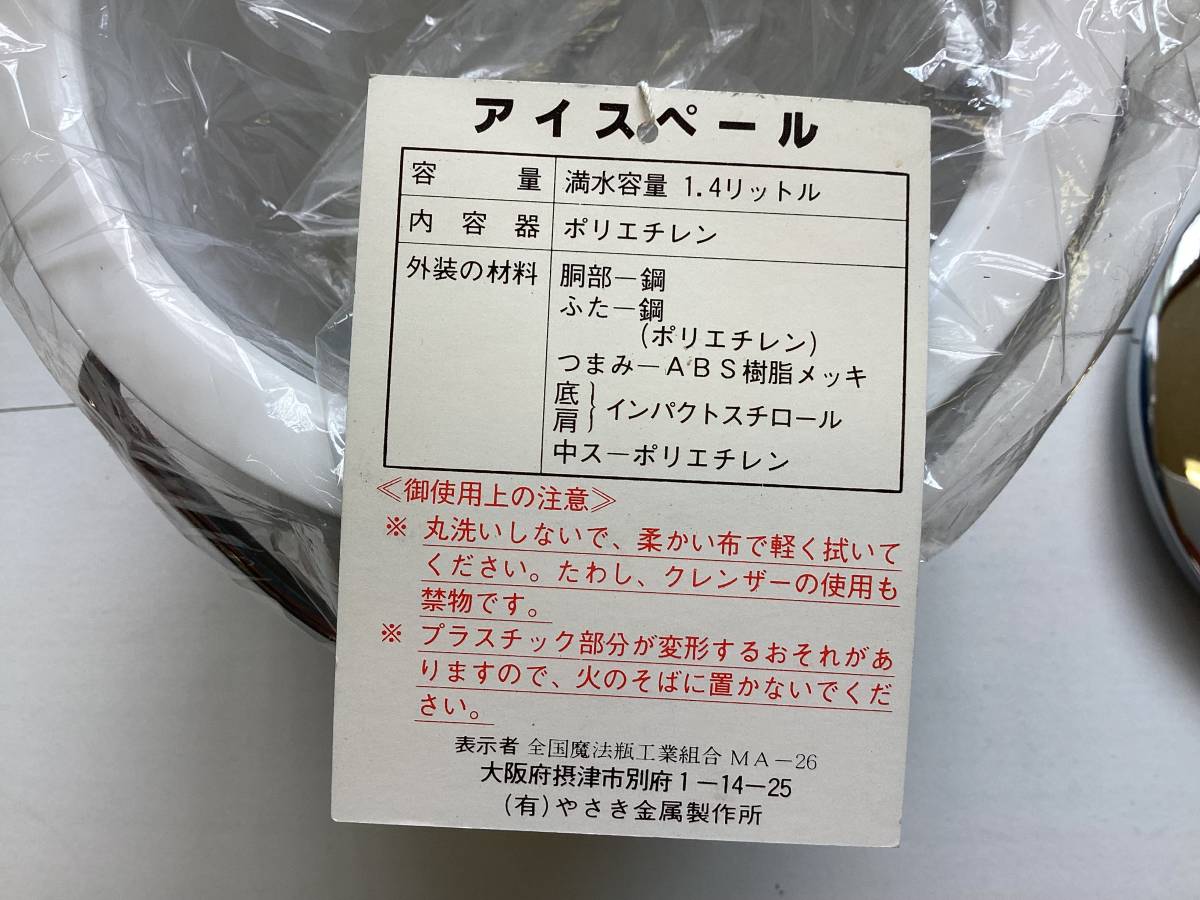 アイスペール
容量 満水容量 1.4リットル
内容器 ポリエチレン
外装の材料 胴部ー鋼
ふたー鋼
(ポリエチレン)
つまみーABS樹脂メッキ
底
肩 } インパクトスチロール
中スーポリエチレン
≪御使用上の注意≫
※ 丸洗いしないで、柔かい布で軽く拭いて
ください。たわし、クレンザーの使用も
禁物です。
※ プラスチック部分が変形するおそれがあ
りますので、火のそばに置かないでくだ
さい。
表示者 全国魔法瓶工業組合 MA－26
大阪府摂津市別府1－14－25
(有)やさき金属製作所